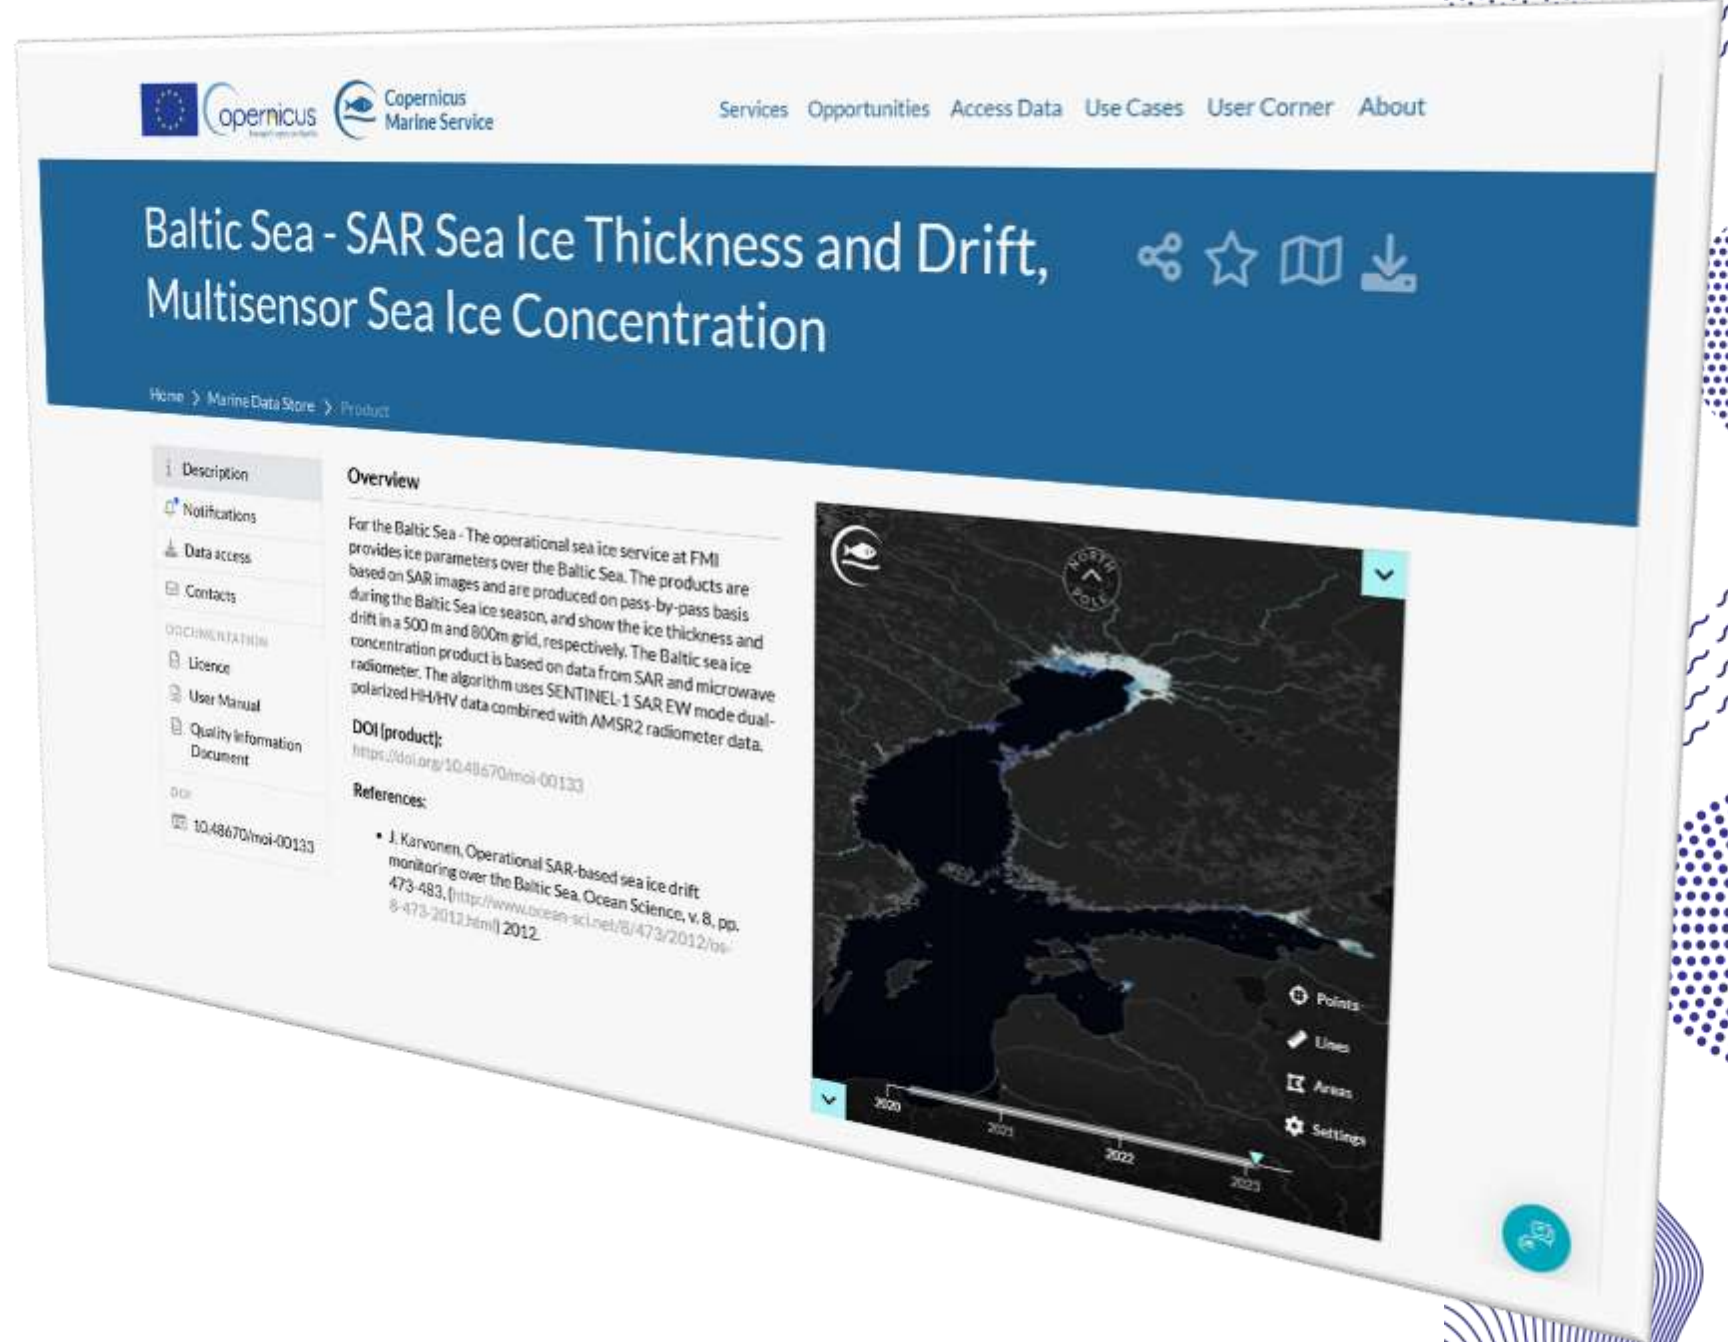 Copernicus
Copernicus
Marine Service
Services Opportunities Access Data Use Cases User Corner About
Baltic Sea - SAR Sea Ice Thickness and Drift,
Multisensor Sea Ice Concentration
Home > Marine Data Store > Product
Description
Notifications
Data access
Contacts
DOCUMENTATION
Licence
User Manual
Quality Information
Document
DOI
10.48670/moi-00133
Overview
For the Baltic Sea - The operational sea ice service at FMI
provides ice parameters over the Baltic Sea. The products are
based on SAR images and are produced on pass-by-pass basis
during the Baltic Sea ice season, and show the ice thickness and
drift in a 500 m and 800m grid, respectively. The Baltic sea ice
concentration product is based on data from SAR and microwave
radiometer. The algorithm uses SENTINEL-1 SAR EW mode dual-
polarized HH/HV data combined with AMSR2 radiometer data.
DOI (product):
https://doi.org/10.48670/moi-00133
References:
• J. Karvonen, Operational SAR-based sea ice drift
monitoring over the Baltic Sea. Ocean Science, v. 8, pp.
473-483, (http://www.ocean-sci.net/8/473/2012/os-
8-473-2012.html) 2012.
NORTH
POLE
Points
Lines
Areas
Settings
2020
2021
2022
2023